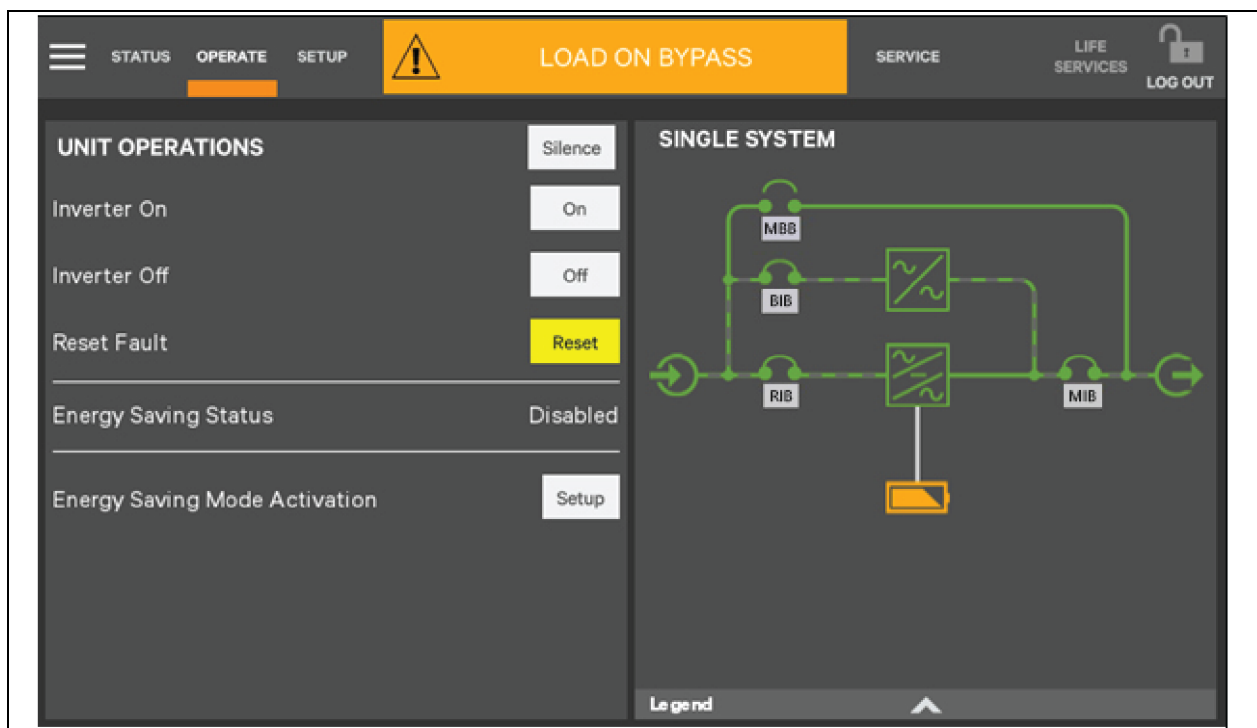 STATUS OPERATE SETUP LOAD ON BYPASS SERVICE LIFE SERVICES LOG OUT
UNIT OPERATIONS Silence
Inverter On On
Inverter Off Off
Reset Fault Reset
Energy Saving Status Disabled
Energy Saving Mode Activation Setup
SINGLE SYSTEM
MBB
BIB
RIB MIB
Legend